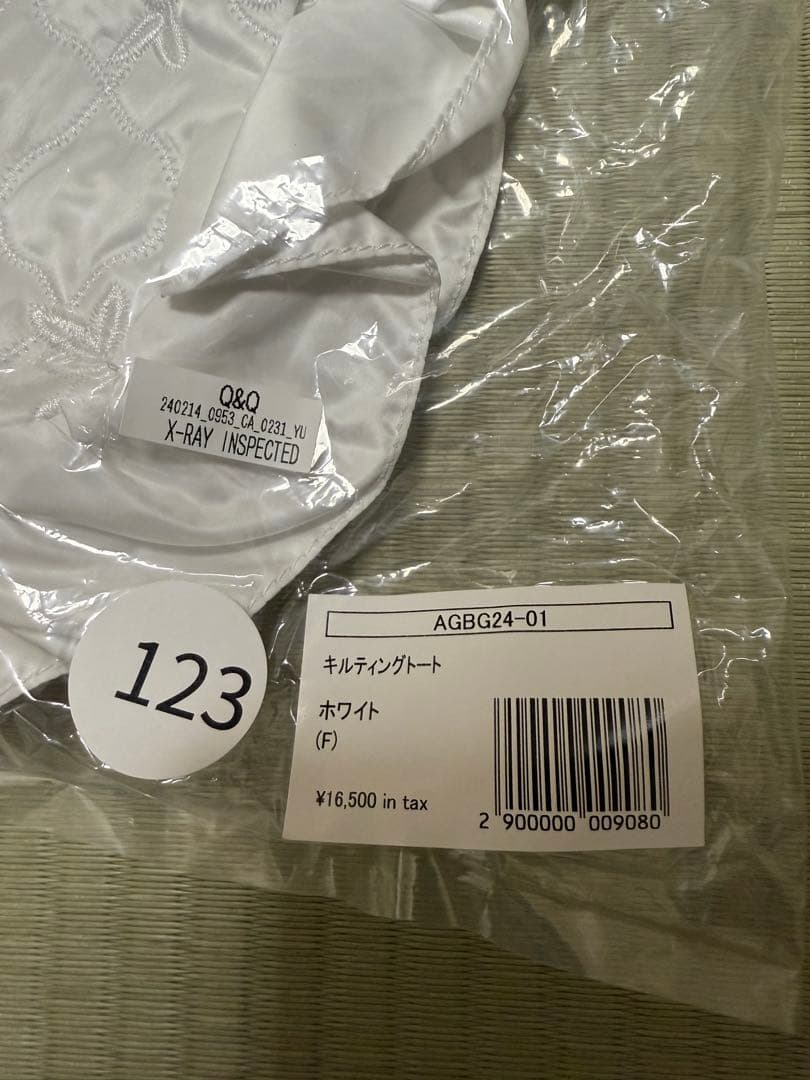 Q&Q
240214_0953_CA_0231_YU
X-RAY INSPECTED
123
AGBG24-01
キルティングトート
ホワイト
(F)
¥16,500 in tax
2 900000 009080